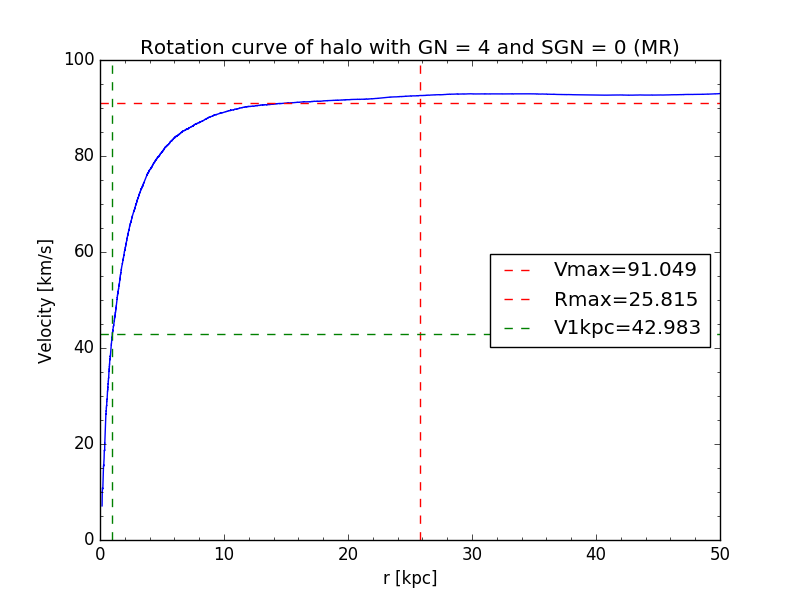 Rotation curve of halo with GN = 4 and SGN = 0 (MR)
100
80
60
40
20
0
Velocity [km/s]
Vmax=91.049
Rmax=25.815
V1kpc=42.983
0 10 20 30 40 50
r [kpc]